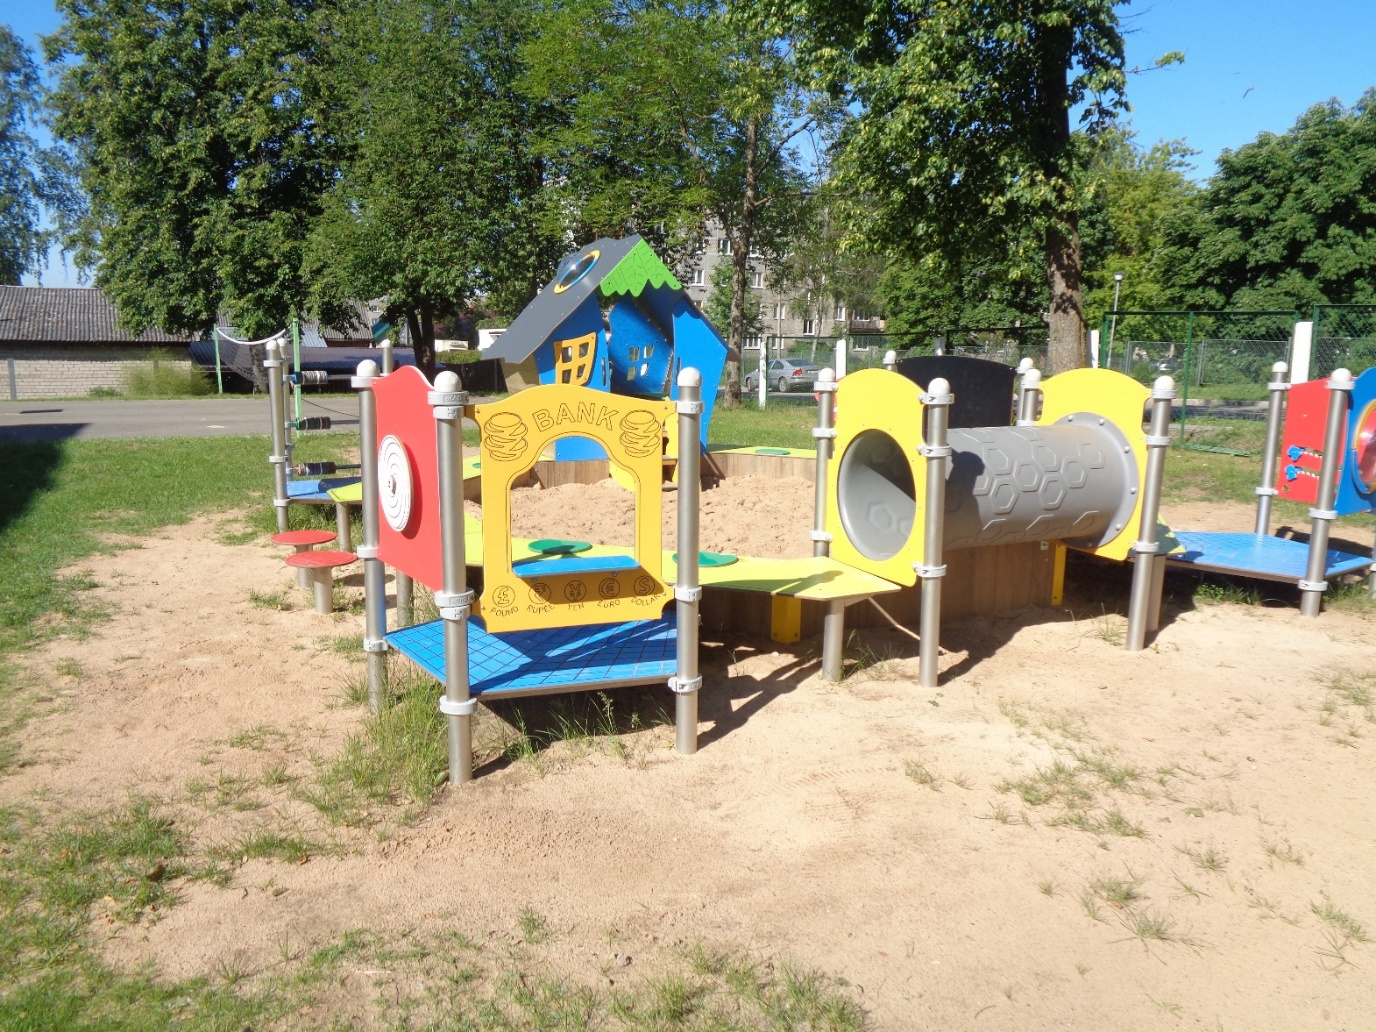 BANK
£ ₹ ¥ € $
POUND RUPEE YEN EURO DOLLAR